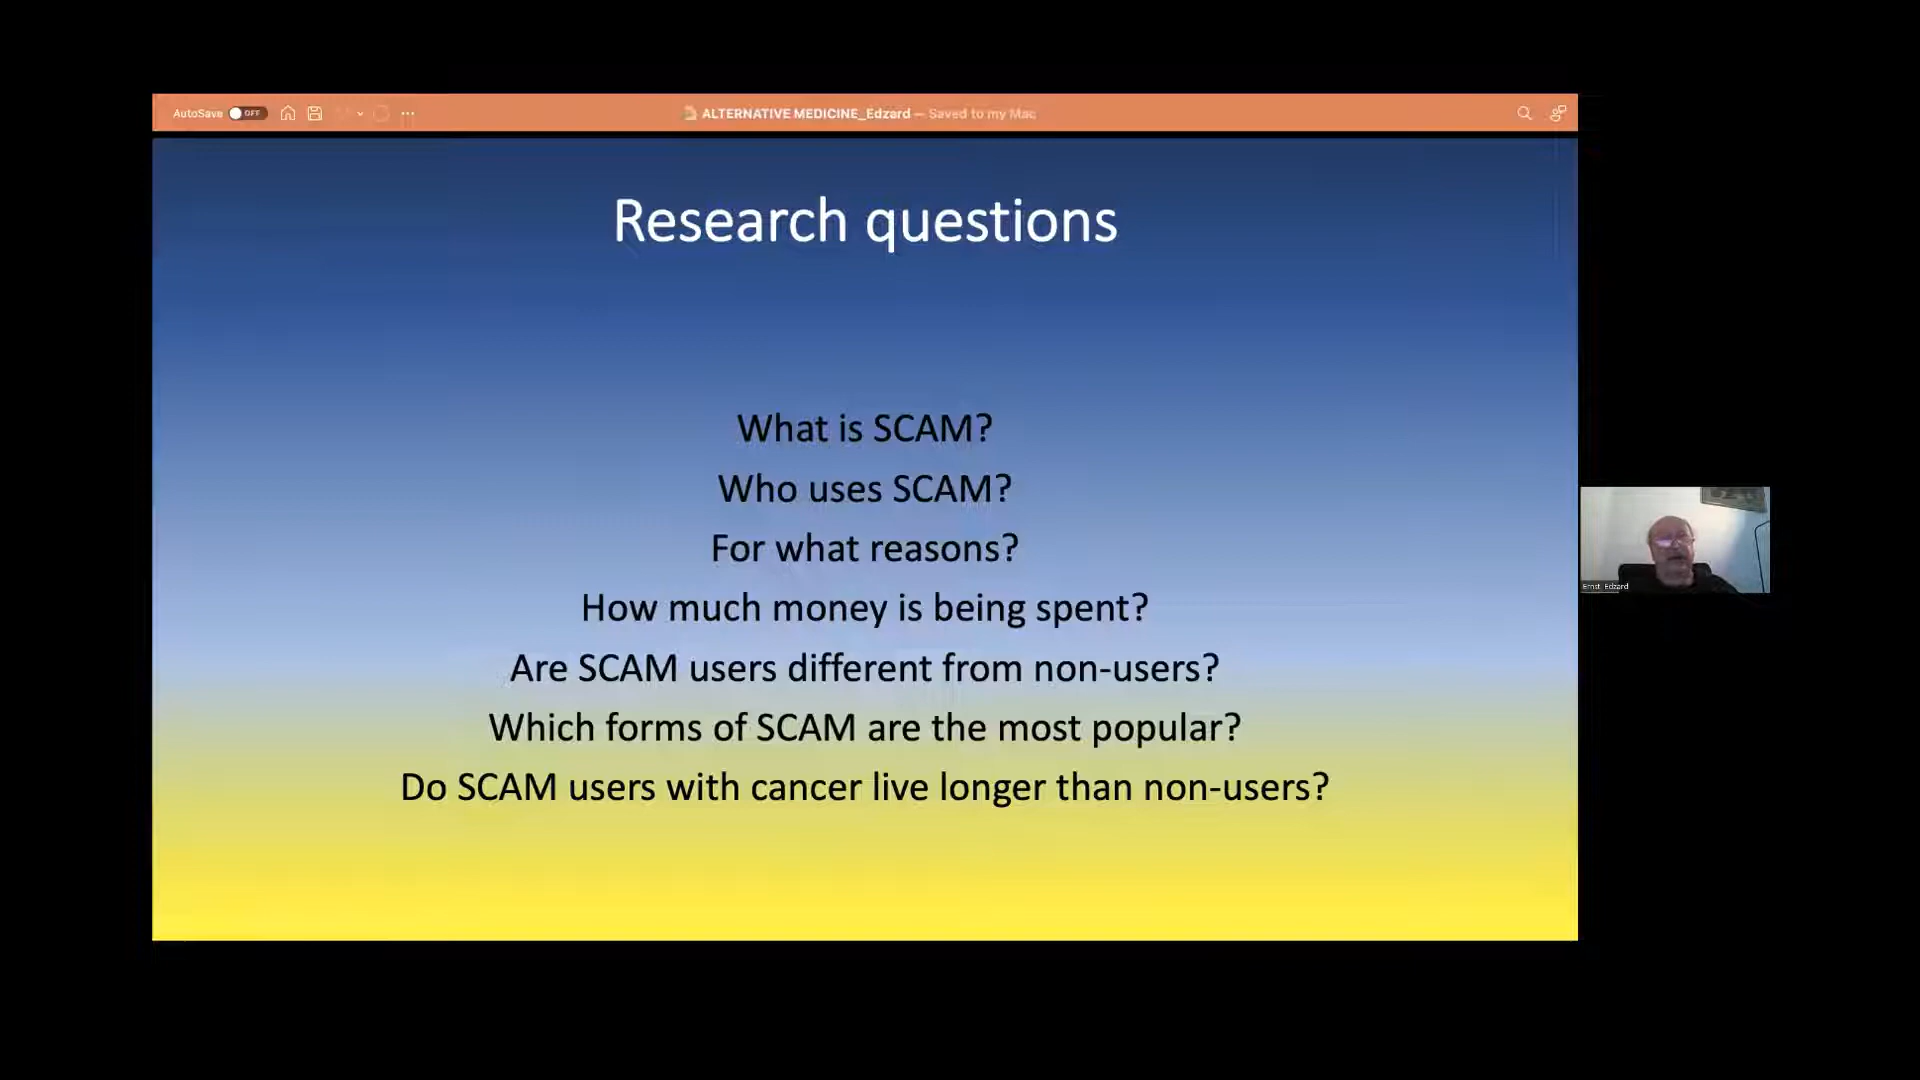 AutoSave OFF
ALTERNATIVE MEDICINE_Edzard — Saved to my Mac
Research questions
What is SCAM?
Who uses SCAM?
For what reasons?
How much money is being spent?
Are SCAM users different from non-users?
Which forms of SCAM are the most popular?
Do SCAM users with cancer live longer than non-users?
Ernst, Edzard